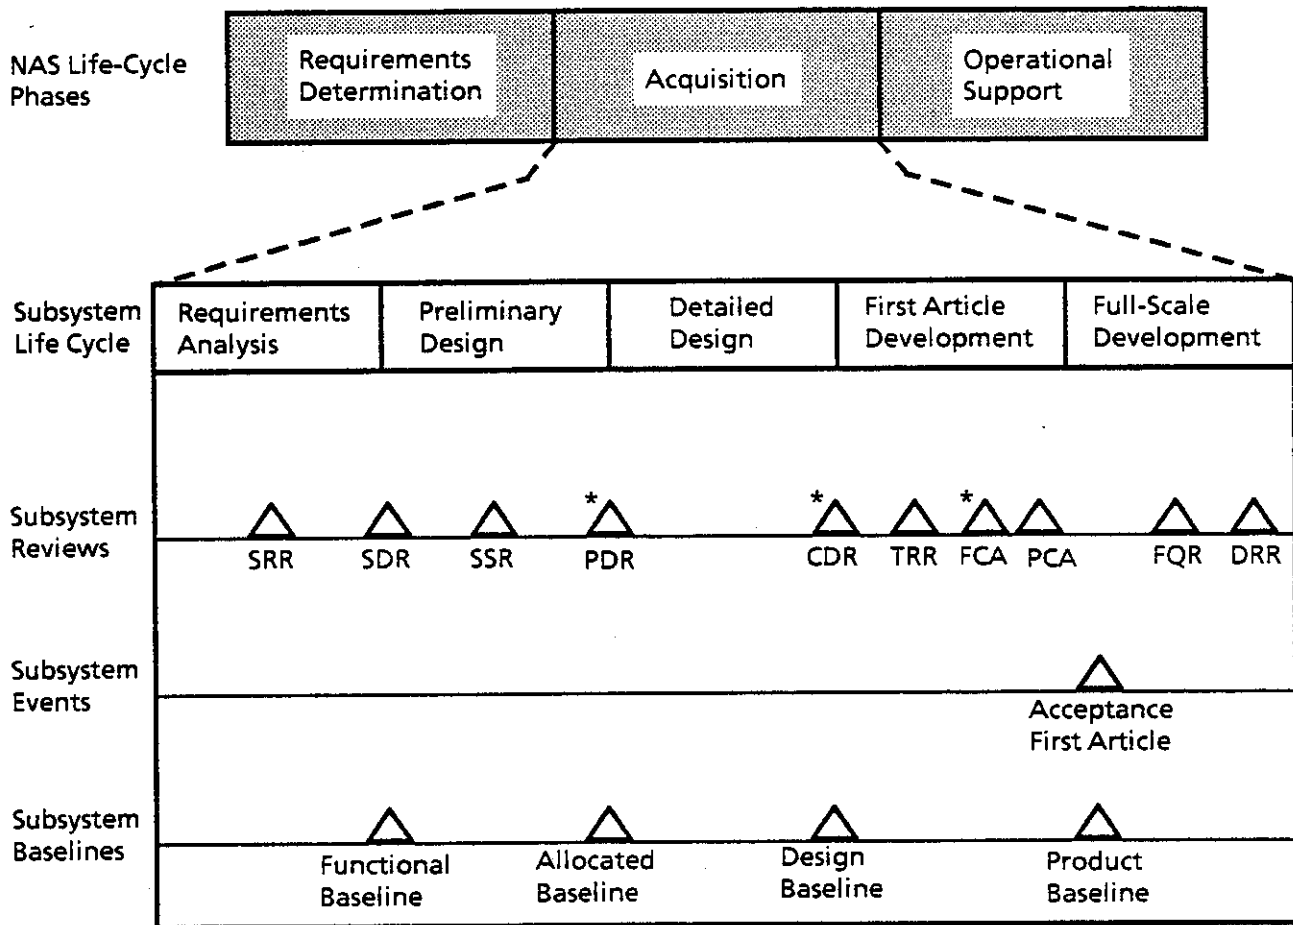 NAS Life-Cycle
Phases
Requirements
Determination
Acquisition
Operational
Support
Subsystem
Life Cycle
Requirements
Analysis
Preliminary
Design
Detailed
Design
First Article
Development
Full-Scale
Development
Subsystem
Reviews
SRR
SDR
SSR
* PDR
* CDR
TRR
* FCA
PCA
FQR
DRR
Subsystem
Events
Acceptance
First Article
Subsystem
Baselines
Functional
Baseline
Allocated
Baseline
Design
Baseline
Product
Baseline